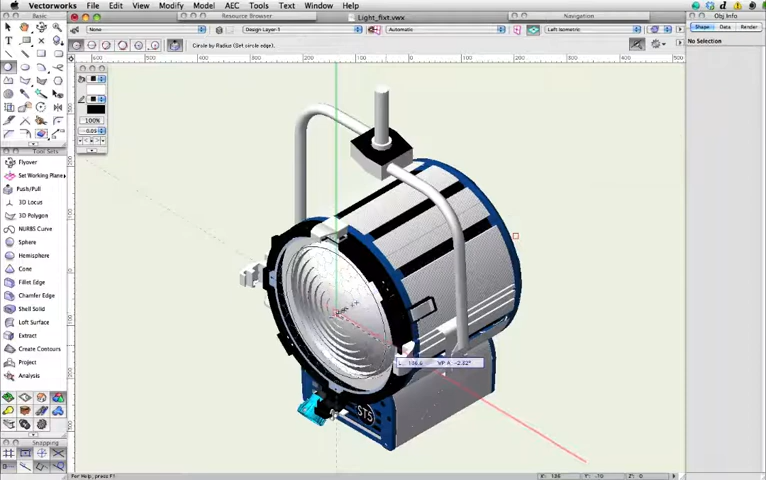 Vectorworks File Edit View Modify Model AEC Tools Text Window Help
Basic
Resource Browser
Light_fixt.vwx
Navigation
Obj Info
None
Design Layer-1
Automatic
Left Isometric
Shape Data Render
Circle by Radius (Set circle edge).
No Selection
100%
Tool Sets
Flyover
Set Working Plane
Push/Pull
3D Locus
3D Polygon
NURBS Curve
Sphere
Hemisphere
Cone
Fillet Edge
Chamfer Edge
Shell Solid
Loft Surface
Extract
Create Contours
Project
Analysis
Snapping
ST5
For Help, press F1